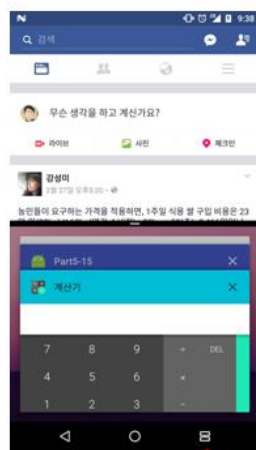 9:38
검색
무슨 생각을 하고 계신가요?
라이브 사진 체크인
강성미
농민들이 요구하는 가격을 적용하면, 1주일 식용 쌀 구입 비용은 23
Part5-15
계산기
7 8 9 ÷ DEL
4 5 6 ×
1 2 3 −